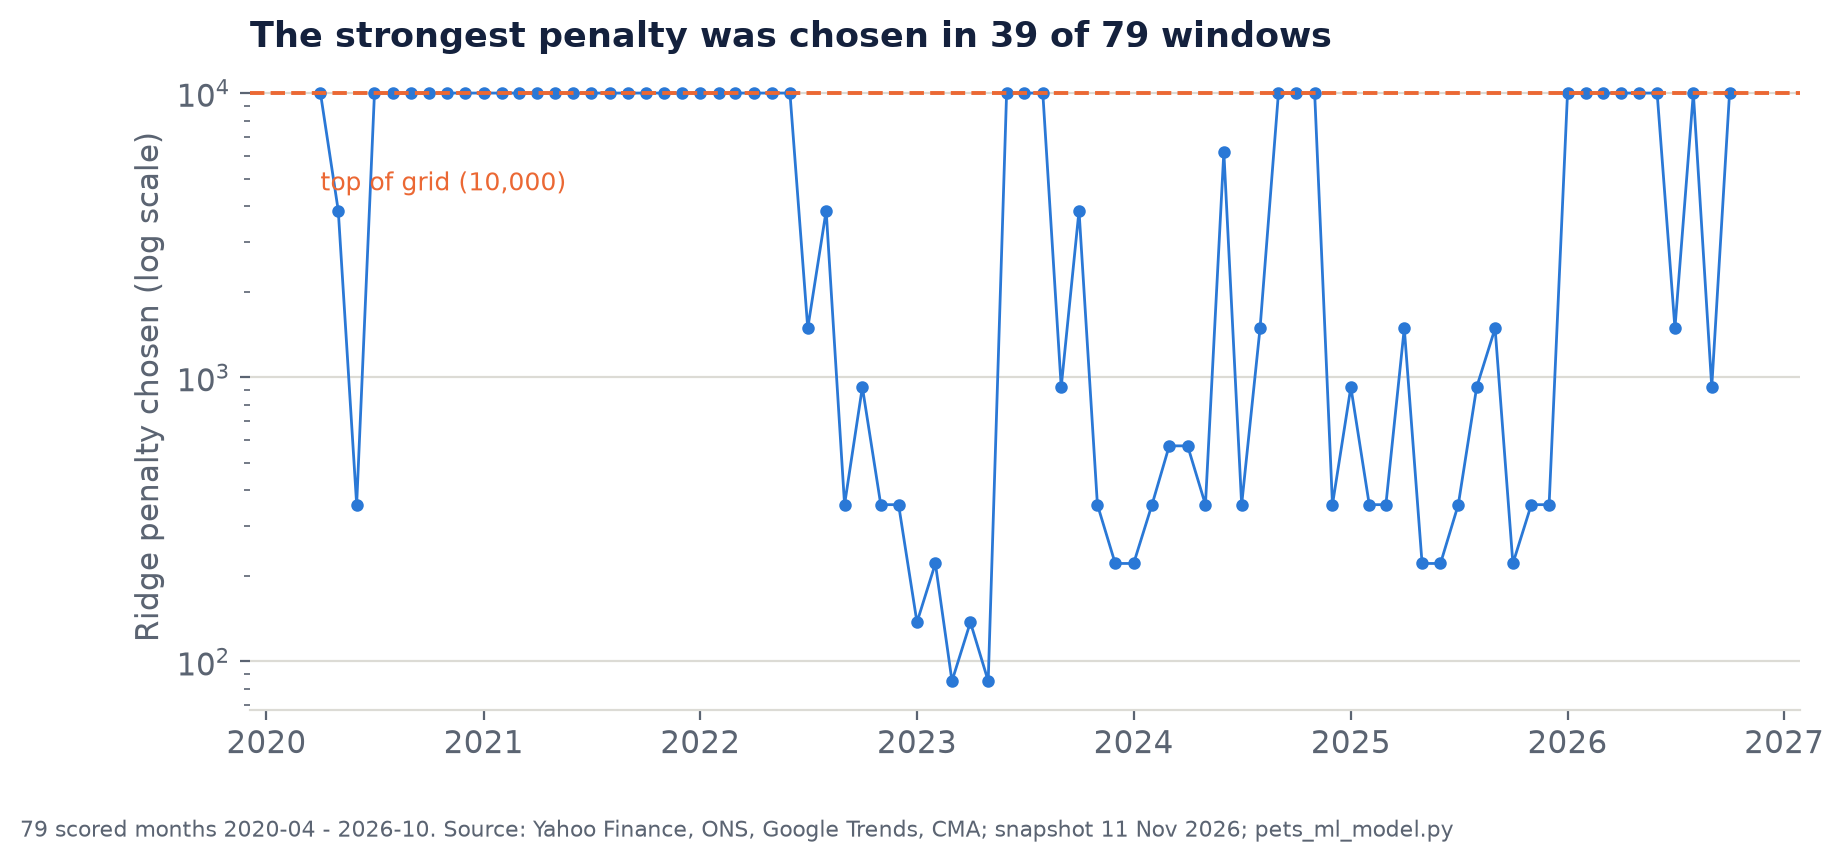 The strongest penalty was chosen in 39 of 79 windows
Ridge penalty chosen (log scale)
10⁴
10³
10²
top of grid (10,000)
2020 2021 2022 2023 2024 2025 2026 2027
79 scored months 2020-04 - 2026-10. Source: Yahoo Finance, ONS, Google Trends, CMA; snapshot 11 Nov 2026; pets_ml_model.py